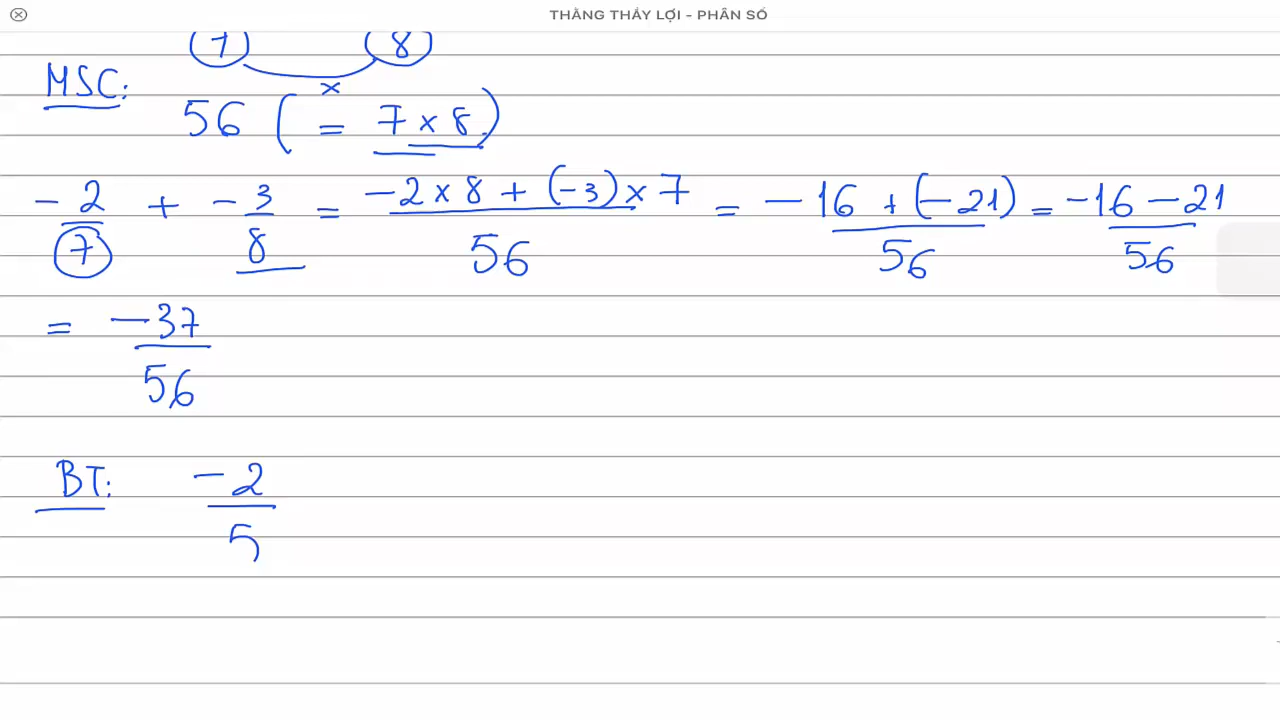 THẦNG THẦY LỢI - PHÂN SỐ
7 8
MSC: ×
56 ( = 7 × 8 )
-2/7 + -3/8 = (-2 × 8 + (-3) × 7)/56 = (-16 + (-21))/56 = (-16 - 21)/56
= -37/56
BT: -2/5